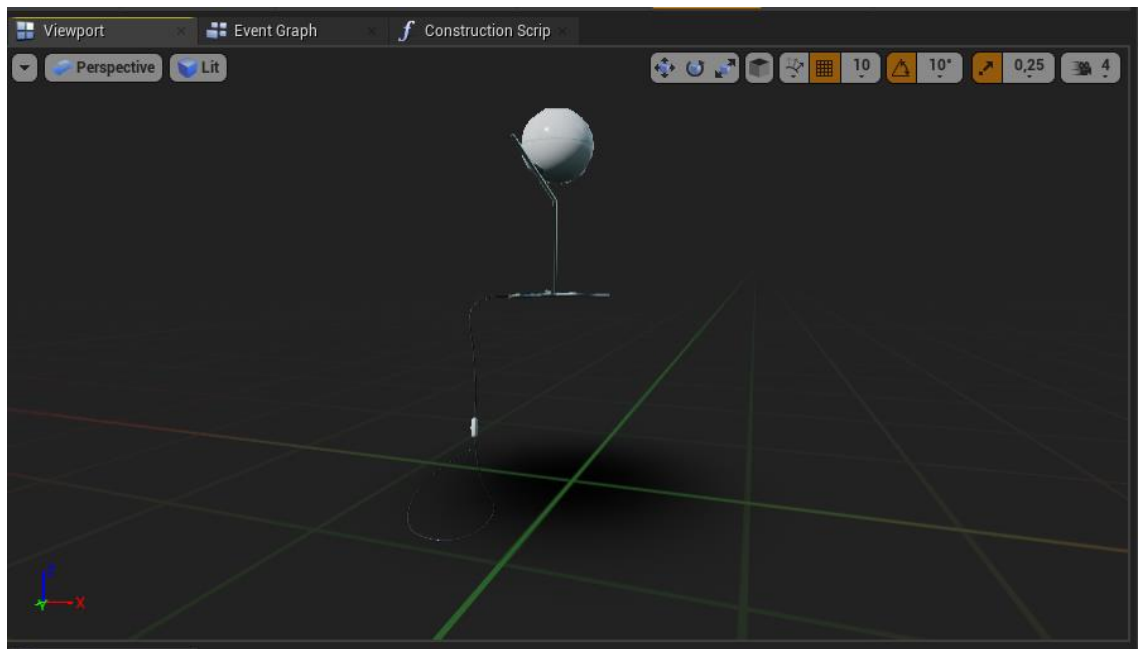 Viewport
Event Graph
f Construction Scrip
Perspective
Lit
10
10°
0,25
4
Z
Y
X